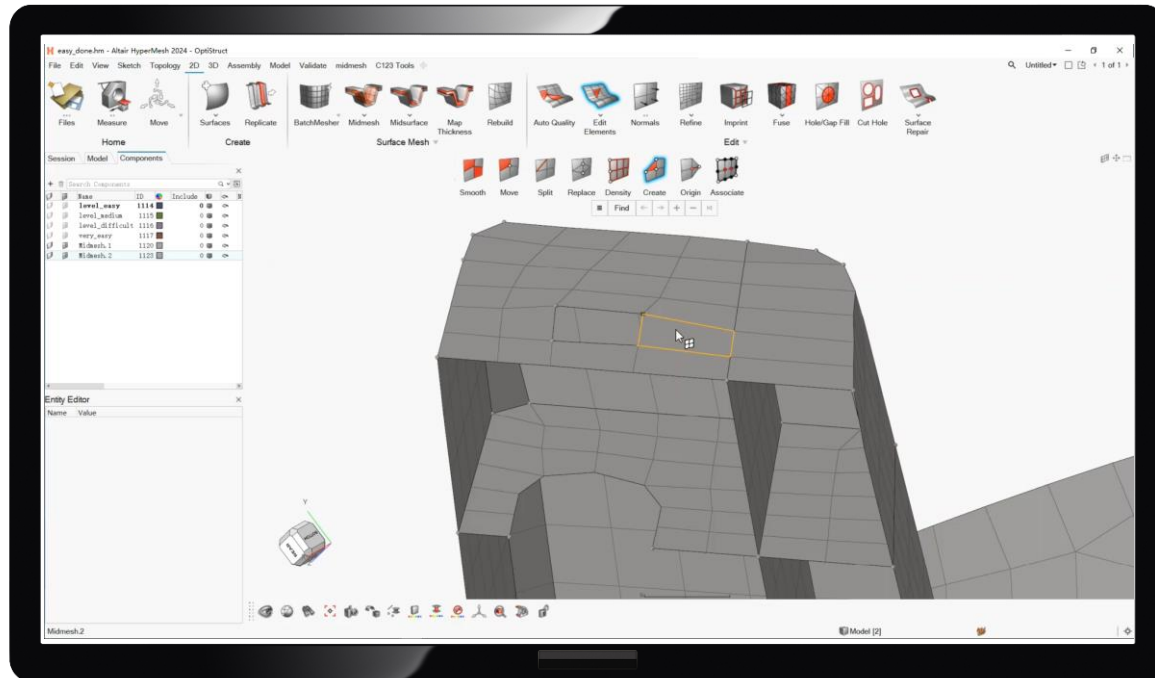 easy_done.hm - Altair HyperMesh 2024 - OptiStruct
File Edit View Sketch Topology 2D 3D Assembly Model Validate midmesh C123 Tools
Untitled 1 of 1
Files Measure Move Surfaces Replicate BatchMesher Midmesh Midsurface Map Thickness Rebuild Auto Quality Edit Elements Normals Refine Imprint Fuse Hole/Gap Fill Cut Hole Surface Repair
Home Create Surface Mesh Edit
Session Model Components
Smooth Move Split Replace Density Create Origin Associate
Search Components
Find
Name ID Include
level_easy 1114 0
level_medium 1115 0
level_difficult 1116 0
very_easy 1117 0
Midmesh.1 1120 0
Midmesh.2 1123 0
Entity Editor
Name Value
Y
Midmesh.2
Model [2]